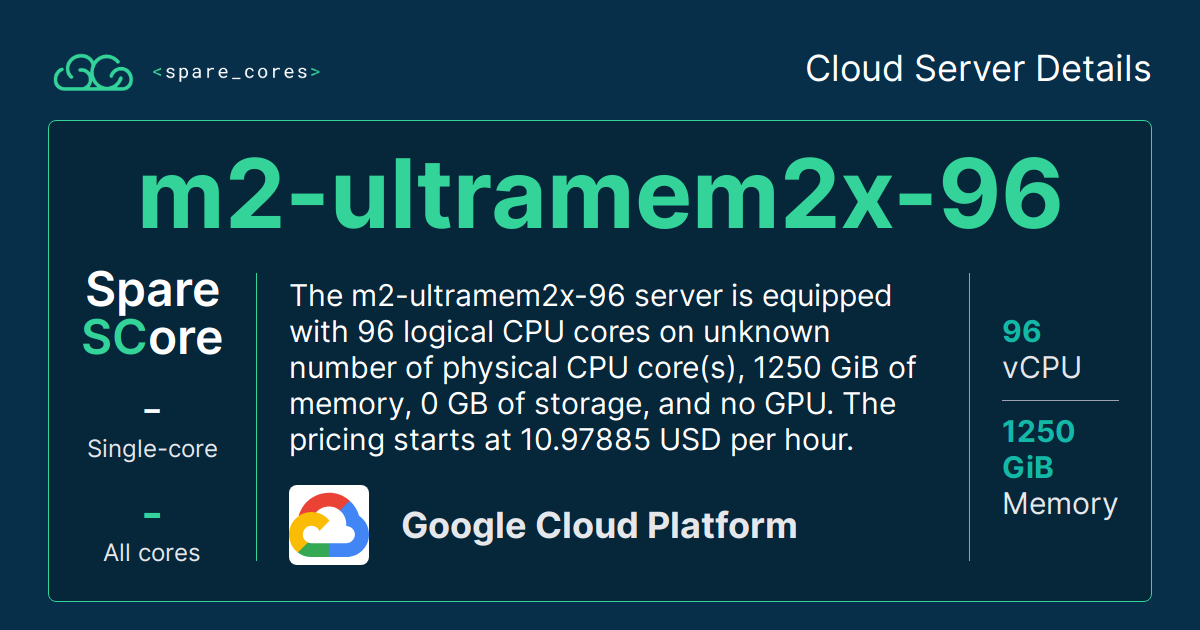 <spare_cores>
Cloud Server Details
m2-ultramem2x-96
Spare
SCore
-
Single-core
-
All cores
The m2-ultramem2x-96 server is equipped
with 96 logical CPU cores on unknown
number of physical CPU core(s), 1250 GiB of
memory, 0 GB of storage, and no GPU. The
pricing starts at 10.97885 USD per hour.
Google Cloud Platform
96
vCPU
1250
GiB
Memory